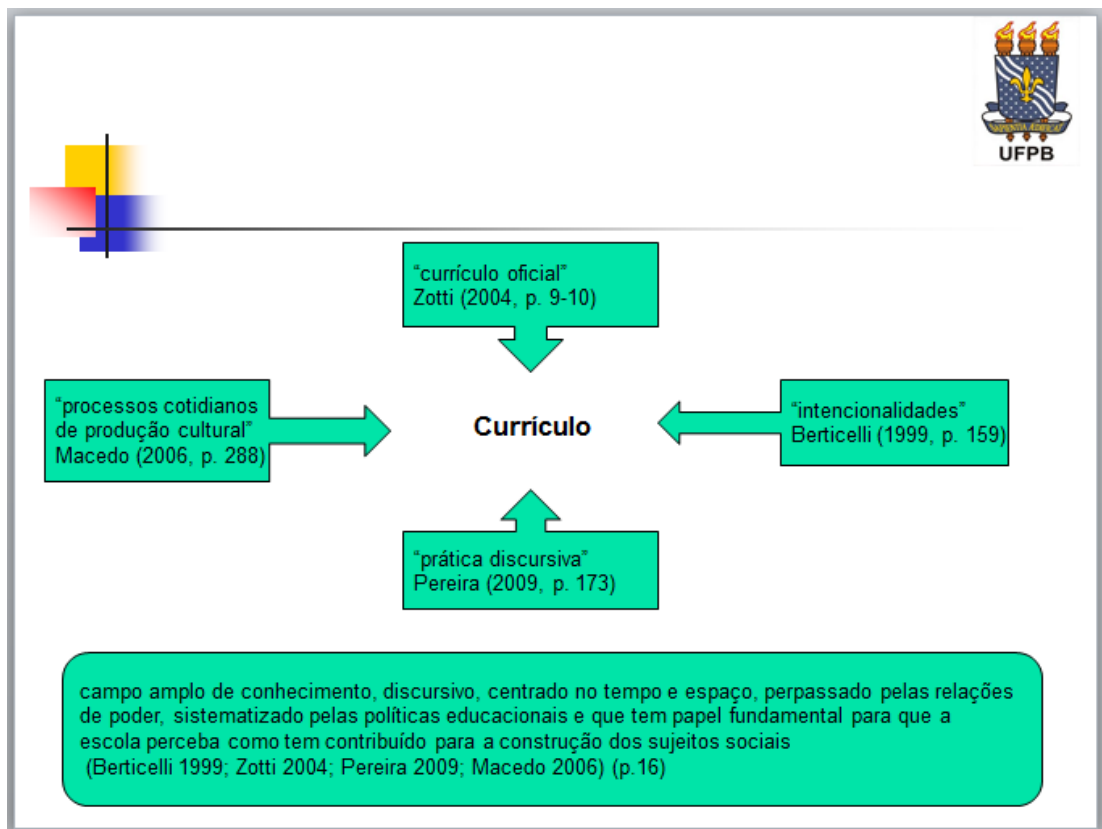 UFPB
“currículo oficial”
Zotti (2004, p. 9-10)
“processos cotidianos
de produção cultural”
Macedo (2006, p. 288)
Currículo
“intencionalidades”
Berticelli (1999, p. 159)
“prática discursiva”
Pereira (2009, p. 173)
campo amplo de conhecimento, discursivo, centrado no tempo e espaço, perpassado pelas relações
de poder, sistematizado pelas políticas educacionais e que tem papel fundamental para que a
escola perceba como tem contribuído para a construção dos sujeitos sociais
(Berticelli 1999; Zotti 2004; Pereira 2009; Macedo 2006) (p.16)